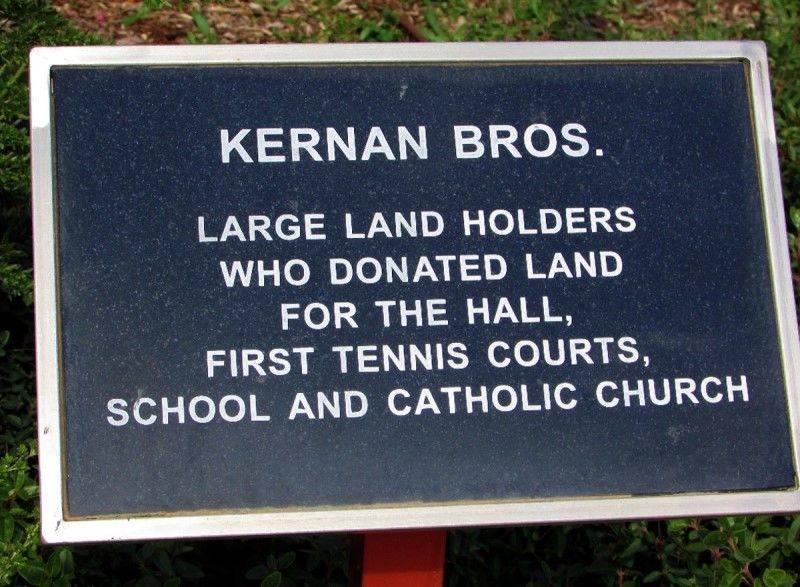 KERNAN BROS.
LARGE LAND HOLDERS
WHO DONATED LAND
FOR THE HALL,
FIRST TENNIS COURTS,
SCHOOL AND CATHOLIC CHURCH